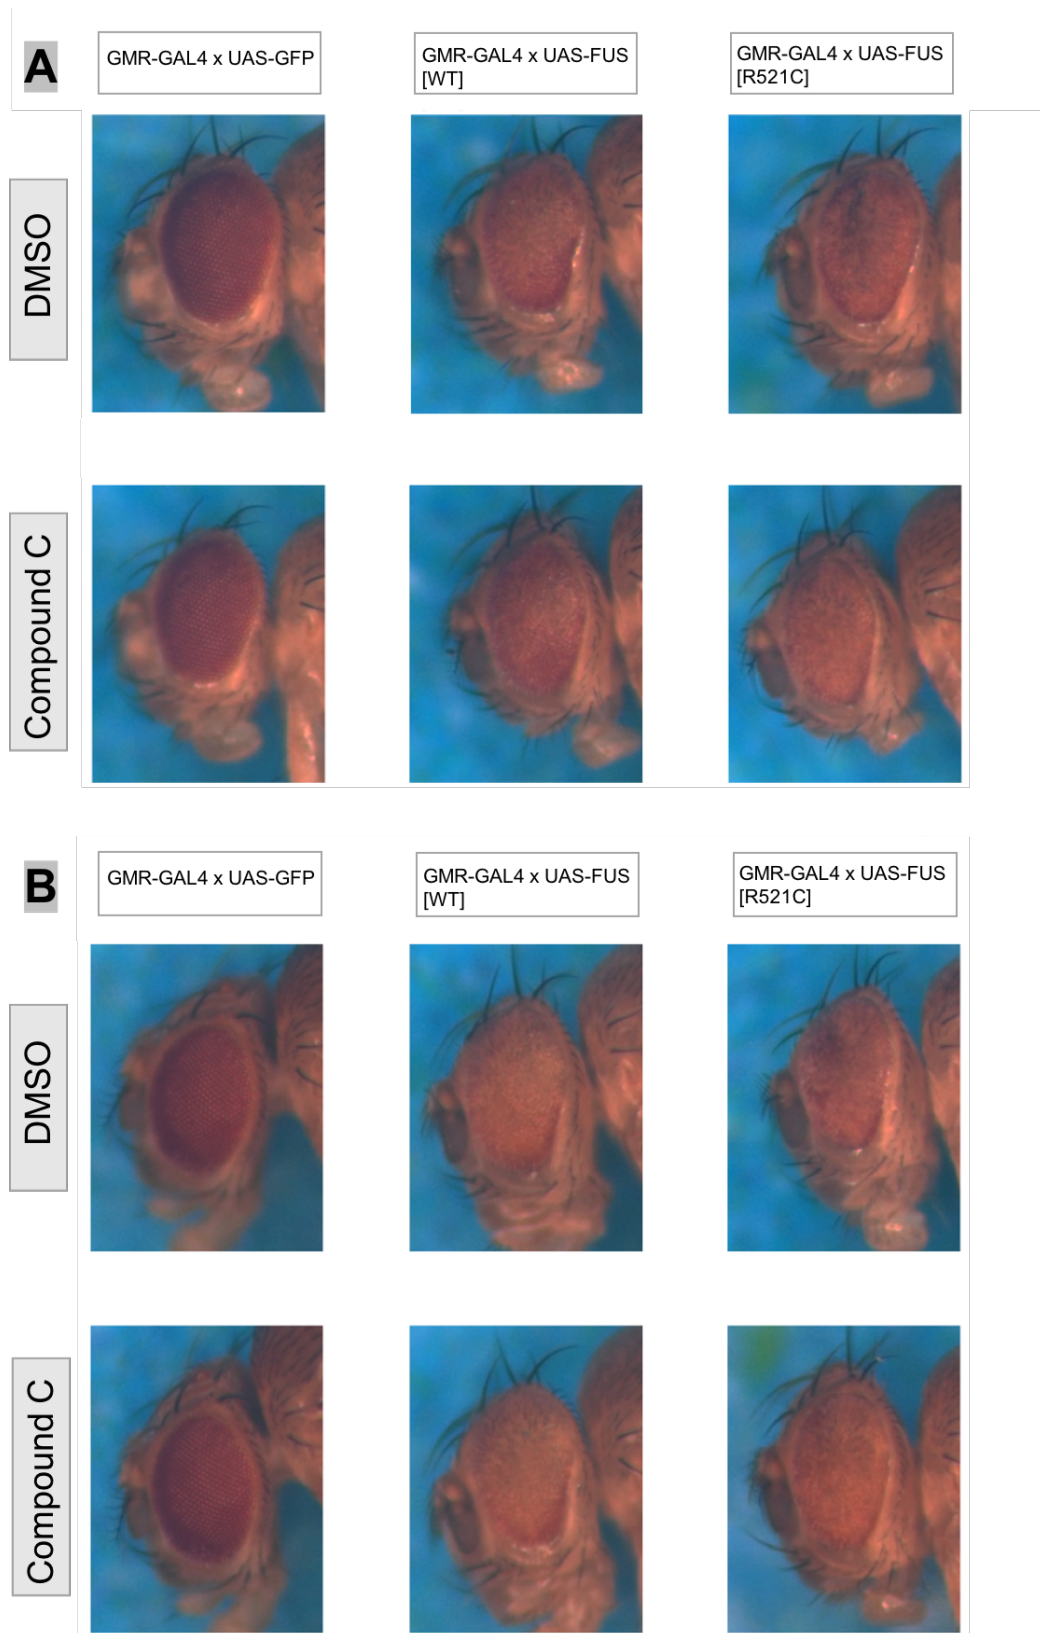 A
GMR-GAL4 x UAS-GFP
GMR-GAL4 x UAS-FUS
[WT]
GMR-GAL4 x UAS-FUS
[R521C]
DMSO
Compound C
B
GMR-GAL4 x UAS-GFP
GMR-GAL4 x UAS-FUS
[WT]
GMR-GAL4 x UAS-FUS
[R521C]
DMSO
Compound C